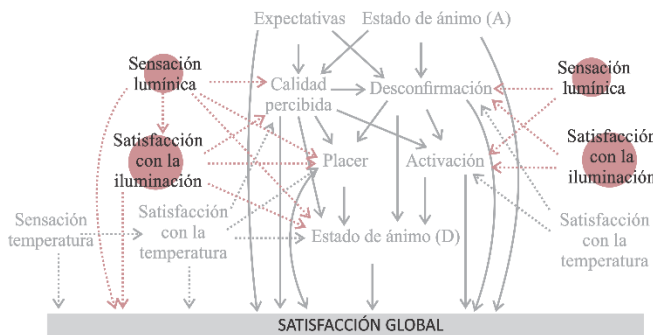 Expectativas Estado de ánimo (A)
Sensación
lumínica
Calidad
percibida
Desconfirmación
Sensación
lumínica
Satisfacción
con la
iluminación
Placer
Activación
Satisfacción
con la
iluminación
Sensación
temperatura
Satisfacción
con la
temperatura
Estado de ánimo (D)
Satisfacción
con la
temperatura
SATISFACCIÓN GLOBAL